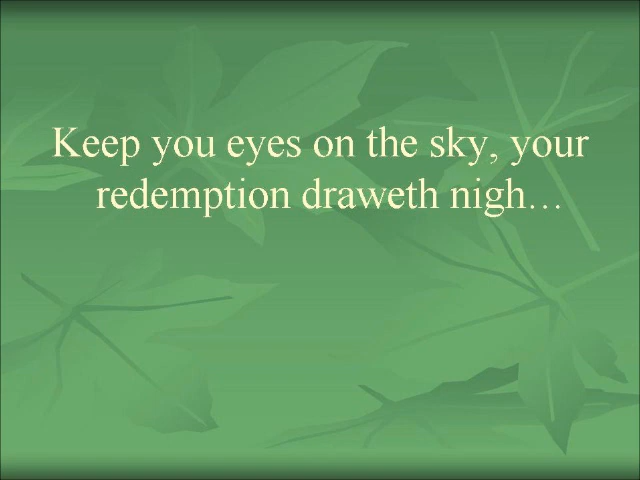 Keep you eyes on the sky, your
redemption draweth nigh…